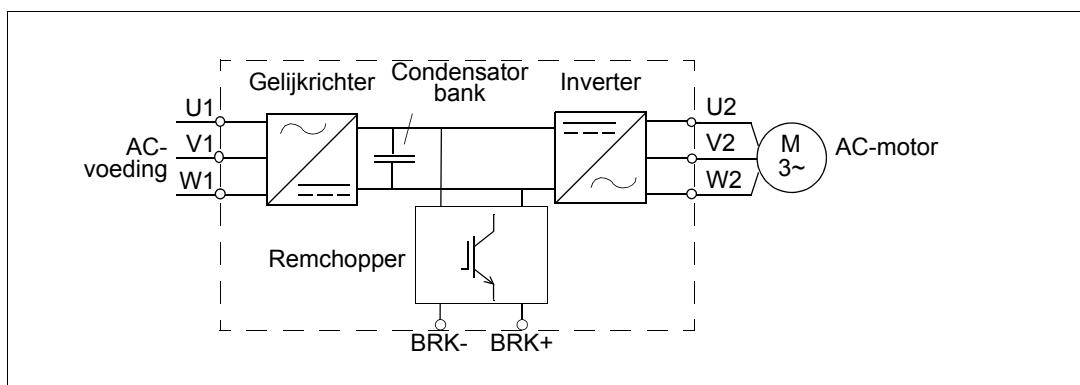 Gelijkrichter
Condensator
bank
Inverter
U1
V1
W1
AC-
voeding
U2
V2
W2
M
3~
AC-motor
Remchopper
BRK-
BRK+